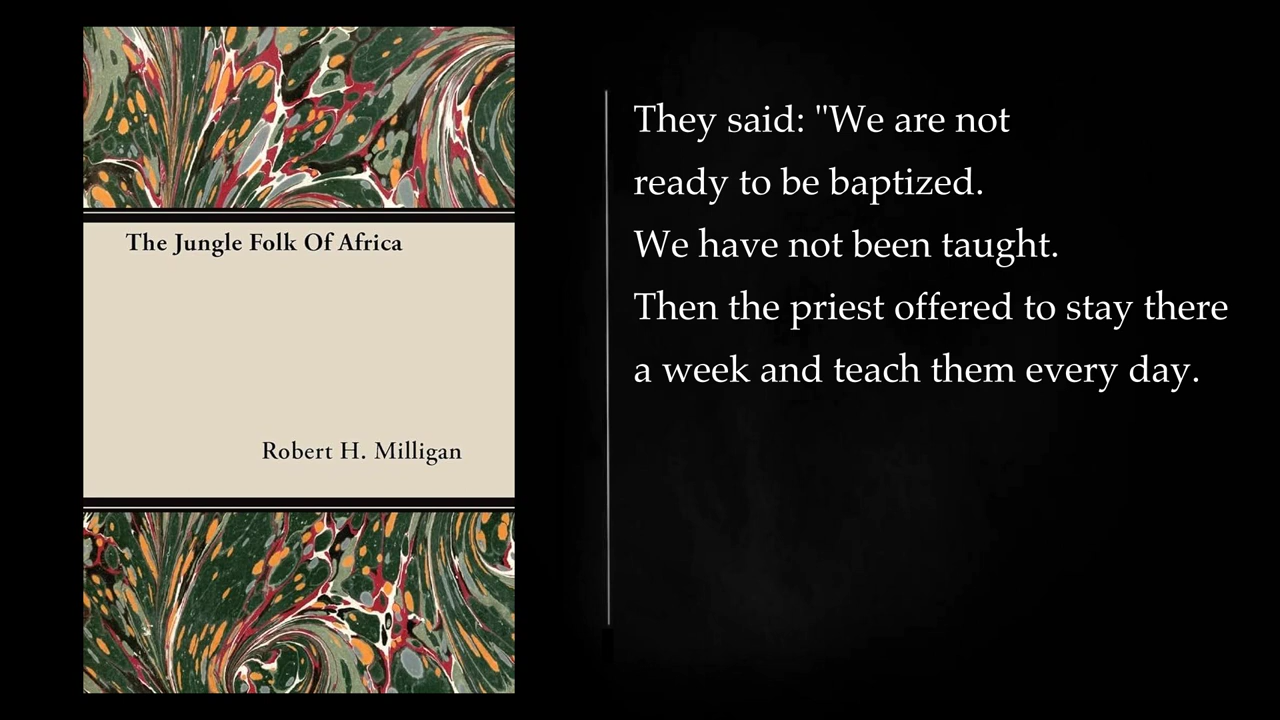 The Jungle Folk Of Africa
Robert H. Milligan
They said: "We are not
ready to be baptized.
We have not been taught.
Then the priest offered to stay there
a week and teach them every day.